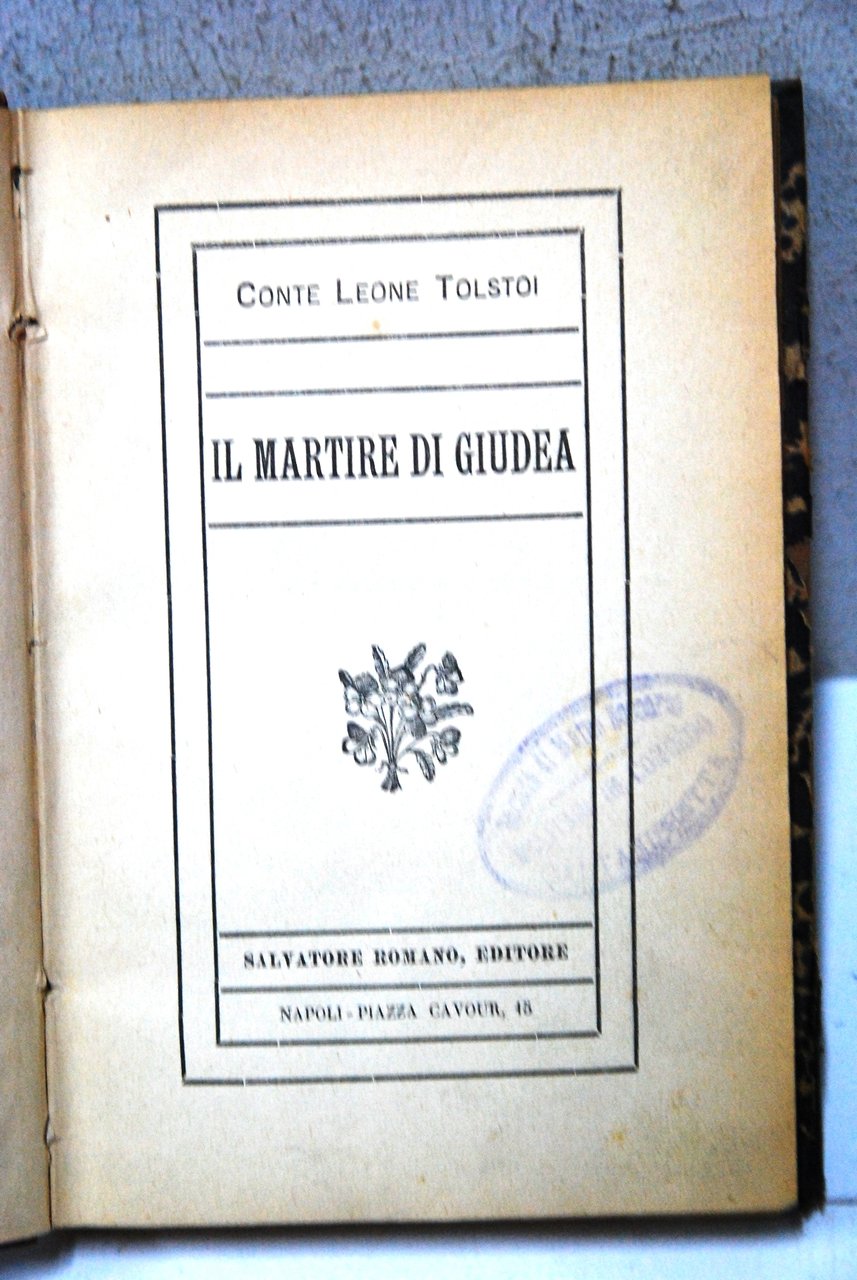 CONTE LEONE TOLSTOI
IL MARTIRE DI GIUDEA
SALVATORE ROMANO, EDITORE
NAPOLI - PIAZZA CAVOUR, 45